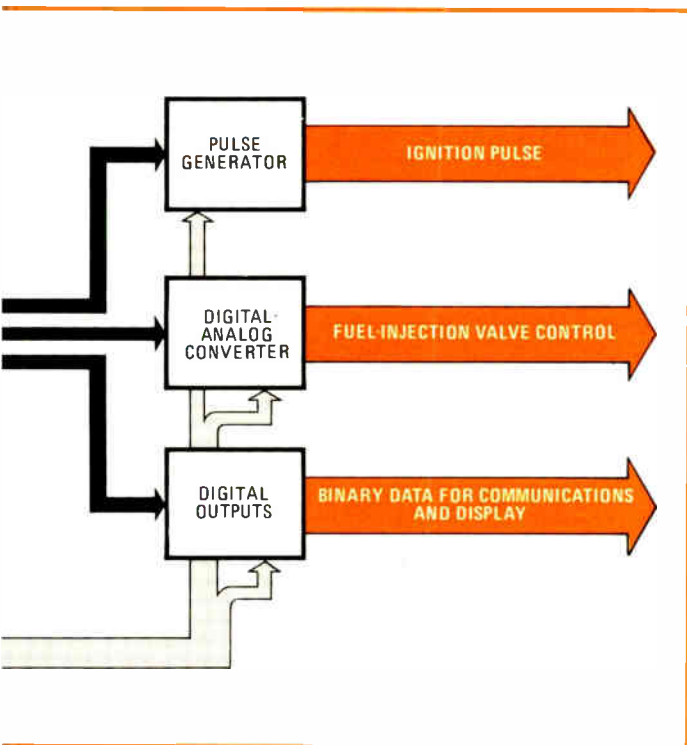 PULSE
GENERATOR
IGNITION PULSE
DIGITAL-
ANALOG
CONVERTER
FUEL-INJECTION VALVE CONTROL
DIGITAL
OUTPUTS
BINARY DATA FOR COMMUNICATIONS
AND DISPLAY